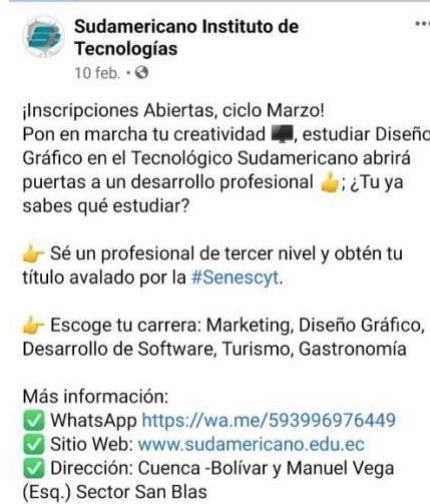 Sudamericano Instituto de
Tecnologías
10 feb. •
¡Inscripciones Abiertas, ciclo Marzo!
Pon en marcha tu creatividad 🖥️, estudiar Diseño
Gráfico en el Tecnológico Sudamericano abrirá
puertas a un desarrollo profesional 👍; ¿Tu ya
sabes qué estudiar?
👉 Sé un profesional de tercer nivel y obtén tu
título avalado por la #Senescyt.
👉 Escoge tu carrera: Marketing, Diseño Gráfico,
Desarrollo de Software, Turismo, Gastronomía
Más información:
✅ WhatsApp https://wa.me/593996976449
✅ Sitio Web: www.sudamericano.edu.ec
✅ Dirección: Cuenca -Bolívar y Manuel Vega
(Esq.) Sector San Blas